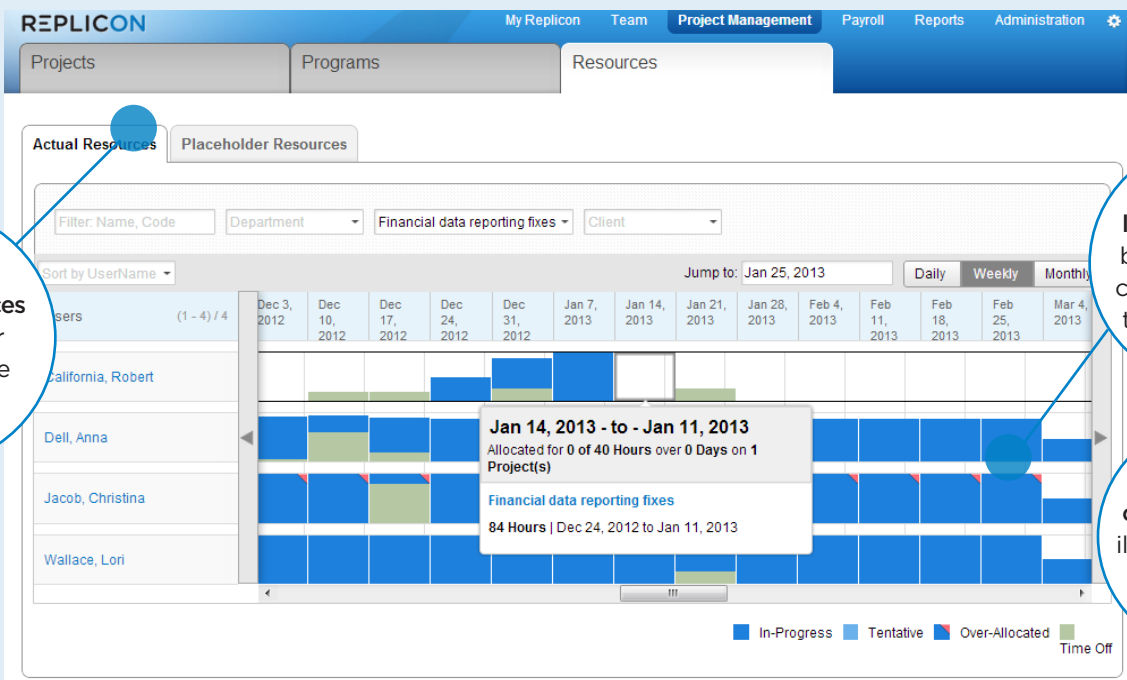 REPLICON
My Replicon Team Project Management Payroll Reports Administration
Projects Programs Resources
Actual Resources Placeholder Resources
Filter: Name, Code Department Financial data reporting fixes Client
Sort by UserName Jump to: Jan 25, 2013 Daily Weekly Monthly
sers (1 - 4) / 4
Dec 3, 2012
Dec 10, 2012
Dec 17, 2012
Dec 24, 2012
Dec 31, 2012
Jan 7, 2013
Jan 14, 2013
Jan 21, 2013
Jan 28, 2013
Feb 4, 2013
Feb 11, 2013
Feb 18, 2013
Feb 25, 2013
Mar 4, 2013
California, Robert
Dell, Anna
Jacob, Christina
Wallace, Lori
Jan 14, 2013 - to - Jan 11, 2013
Allocated for 0 of 40 Hours over 0 Days on 1
Project(s)
Financial data reporting fixes
84 Hours | Dec 24, 2012 to Jan 11, 2013
In-Progress Tentative Over-Allocated
Time Off